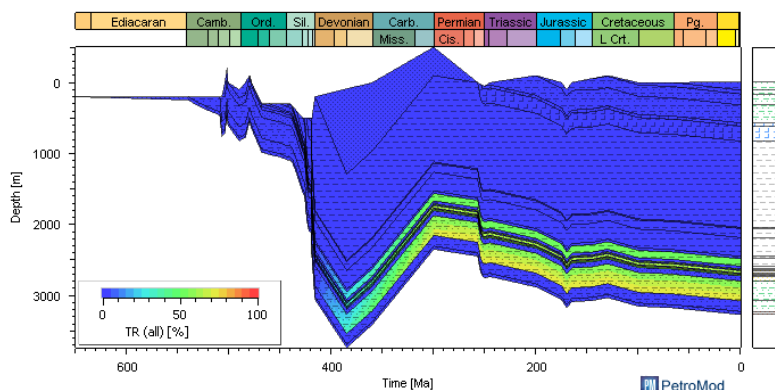 Ediacaran Camb. Ord. Sil. Devonian Carb. Permian Triassic Jurassic Cretaceous Pg.
Miss. Cis. L Crt.
0
1000
2000
3000
Depth [m]
0 50 100
TR (all) [%]
600 400 200 0
Time [Ma]
PM PetroMod